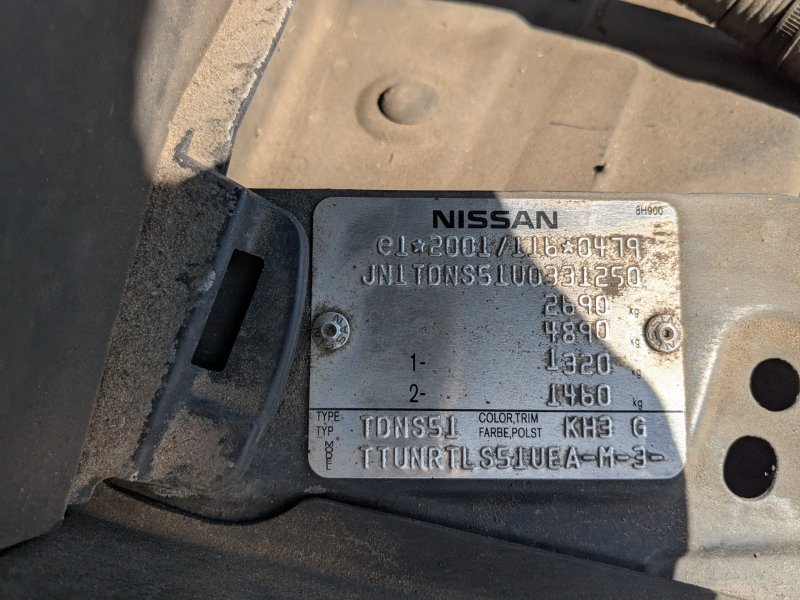 NISSAN 8H900
e1*2001/116*0479
JN1TDNS51U0331250
2690 kg
4890 kg
1- 1320 kg
2- 1460 kg
TYPE TYP TDNS51 COLOR,TRIM FARBE,POLST KH3 G
MODEL TTUNRTLS51UEA-M-3-